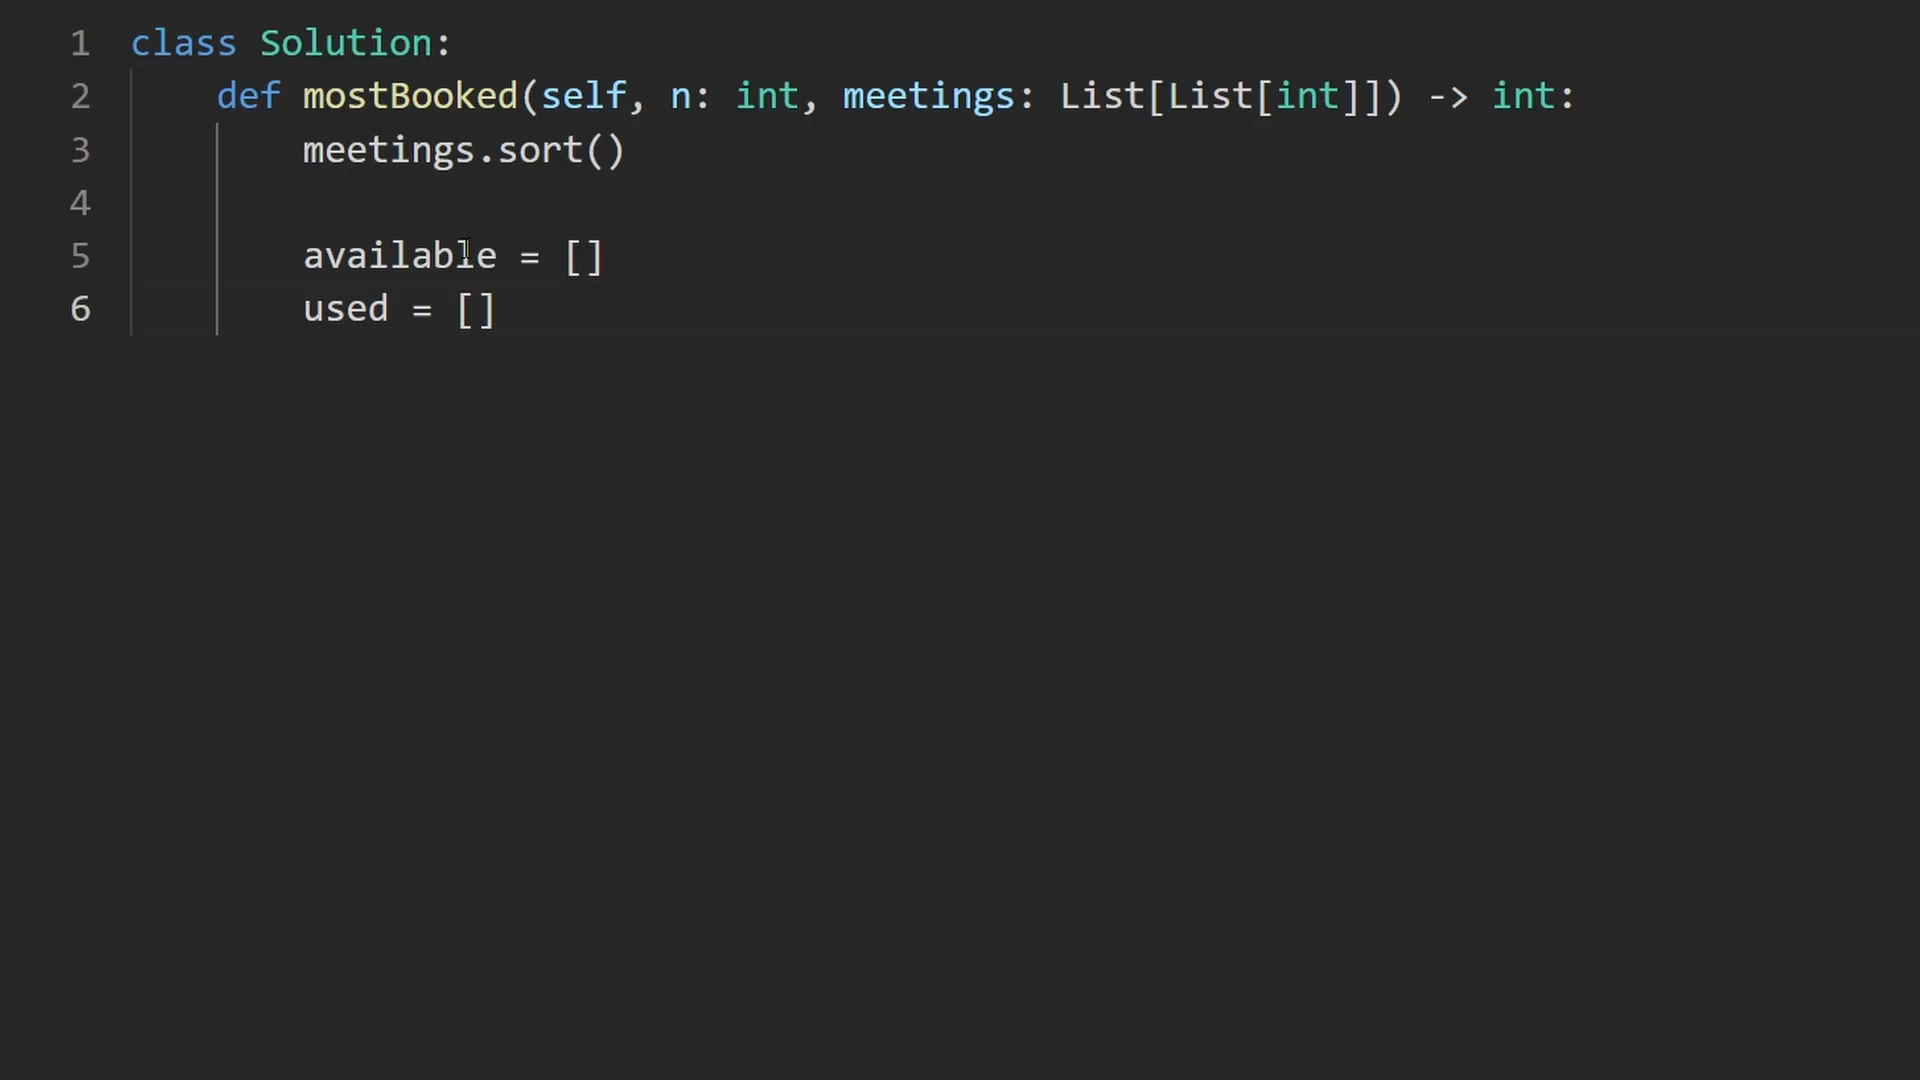 1 class Solution:
2     def mostBooked(self, n: int, meetings: List[List[int]]) -> int:
3         meetings.sort()
4
5         available = []
6         used = []